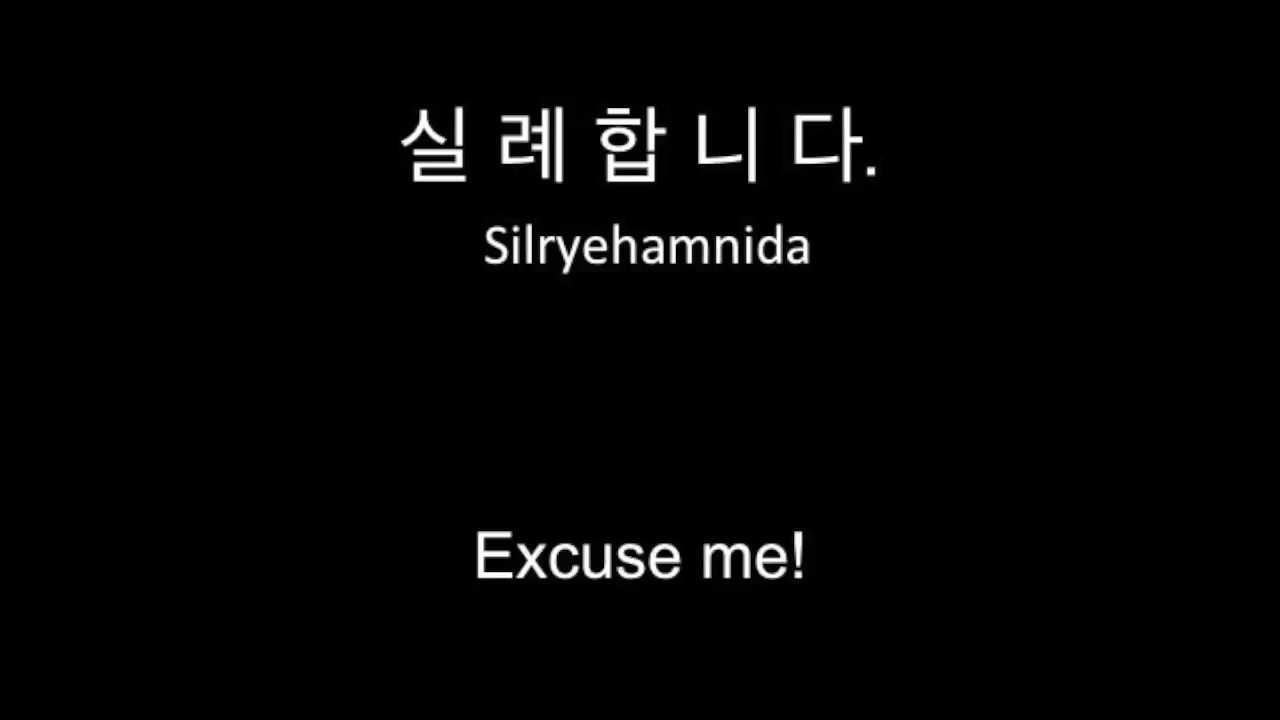 실 례 합 니 다.
Silryehamnida
Excuse me!